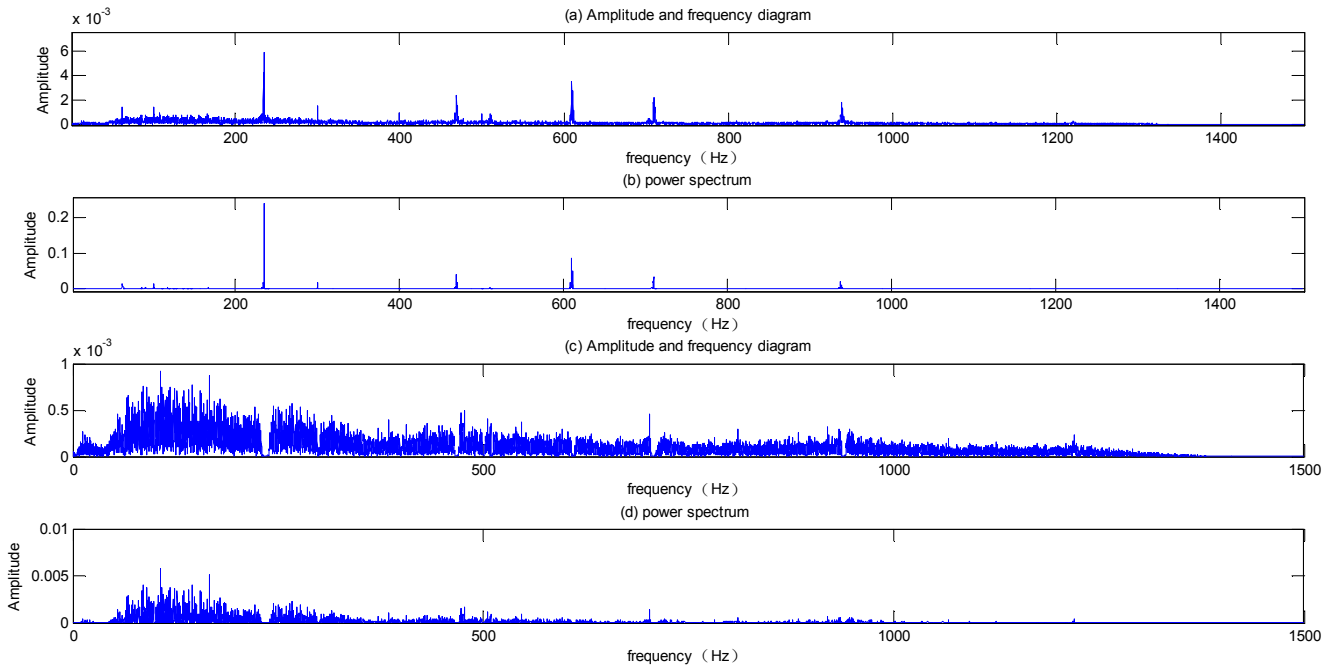 (a) Amplitude and frequency diagram
x 10-3
Amplitude
6
4
2
0
200
400
600
800
1000
1200
1400
frequency（Hz）
(b) power spectrum
Amplitude
0.2
0.1
0
200
400
600
800
1000
1200
1400
frequency（Hz）
(c) Amplitude and frequency diagram
x 10-3
Amplitude
1
0.5
0
0
500
1000
1500
frequency（Hz）
(d) power spectrum
Amplitude
0.01
0.005
0
0
500
1000
1500
frequency（Hz）